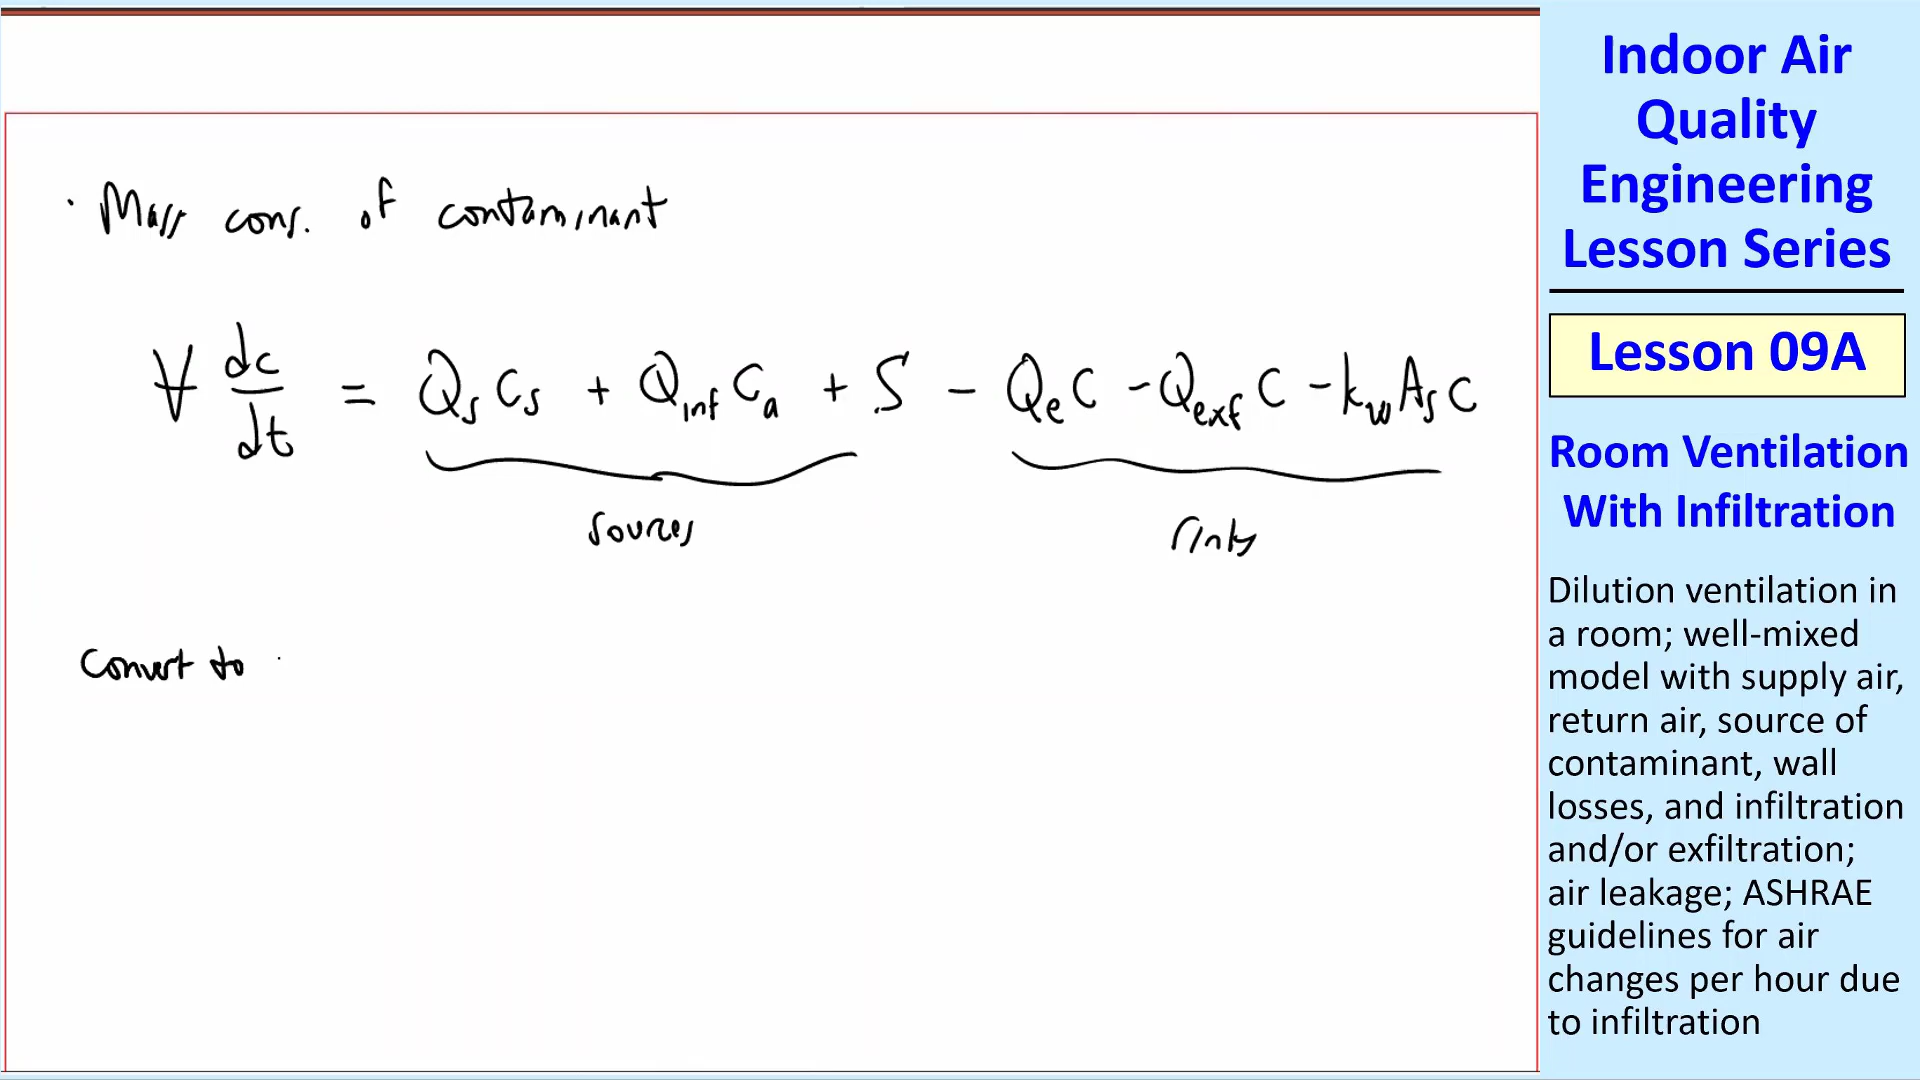 · Mass cons. of contaminant
∀ dc/dt = Q_s c_s + Q_inf c_a + S − Q_e c − Q_exf c − k_w A_s c
sources
sinks
Convert to
Indoor Air
Quality
Engineering
Lesson Series
Lesson 09A
Room Ventilation
With Infiltration
Dilution ventilation in
a room; well-mixed
model with supply air,
return air, source of
contaminant, wall
losses, and infiltration
and/or exfiltration;
air leakage; ASHRAE
guidelines for air
changes per hour due
to infiltration